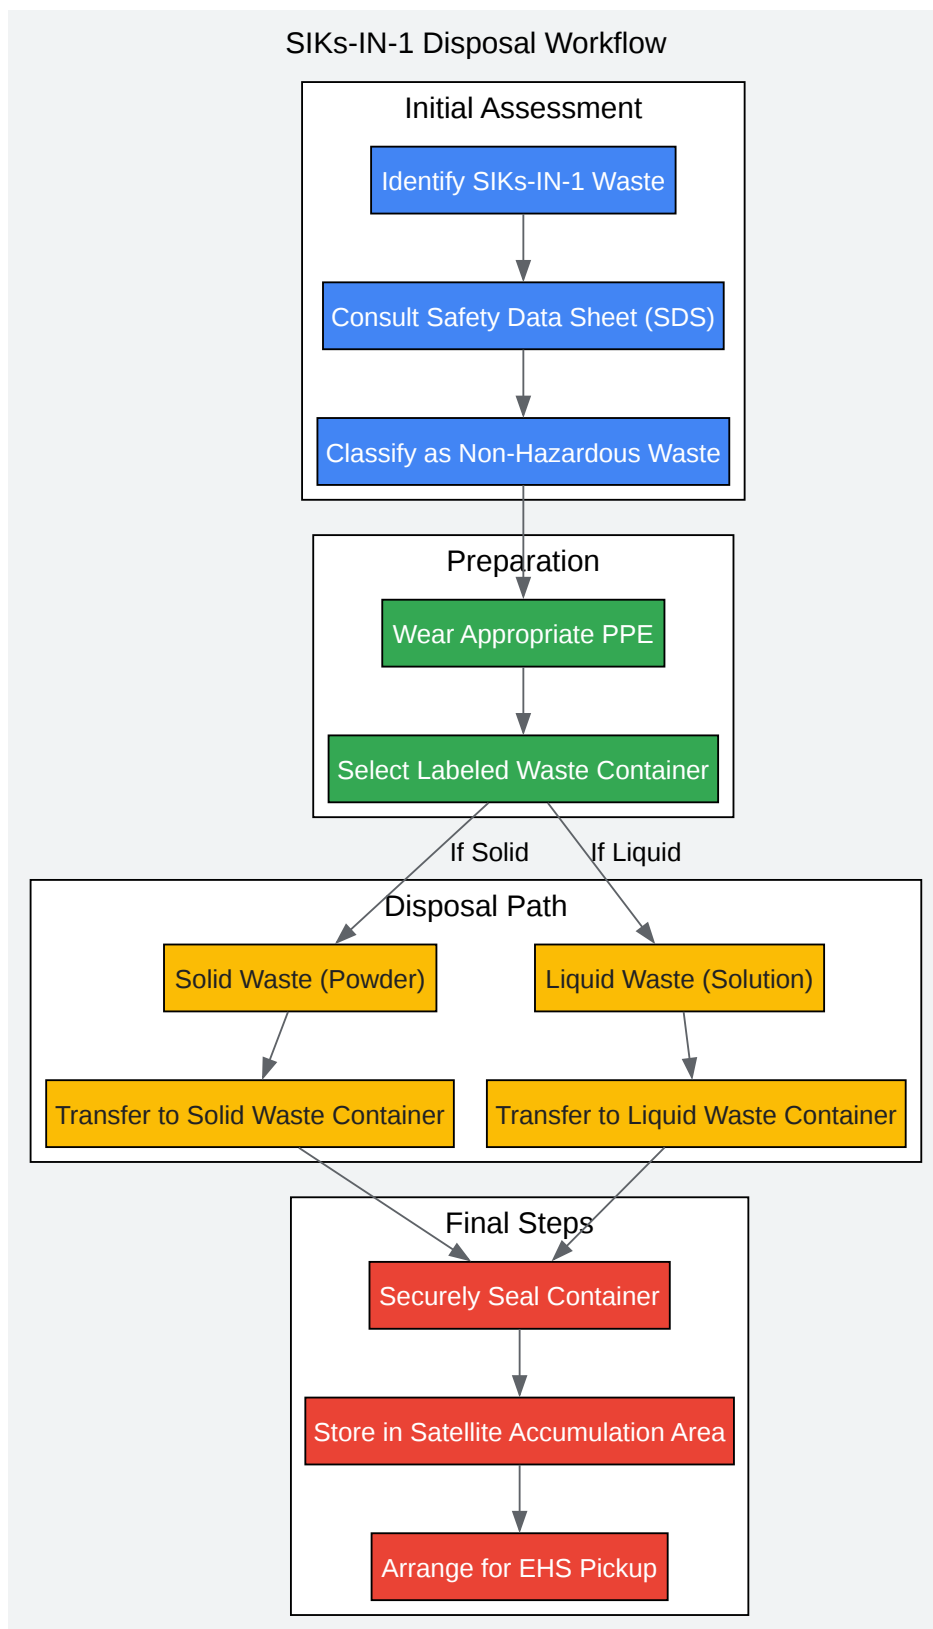 SIKs-IN-1 Disposal Workflow
Initial Assessment
Identify SIKs-IN-1 Waste
Consult Safety Data Sheet (SDS)
Classify as Non-Hazardous Waste
Preparation
Wear Appropriate PPE
Select Labeled Waste Container
If Solid
If Liquid
Disposal Path
Solid Waste (Powder)
Liquid Waste (Solution)
Transfer to Solid Waste Container
Transfer to Liquid Waste Container
Final Steps
Securely Seal Container
Store in Satellite Accumulation Area
Arrange for EHS Pickup